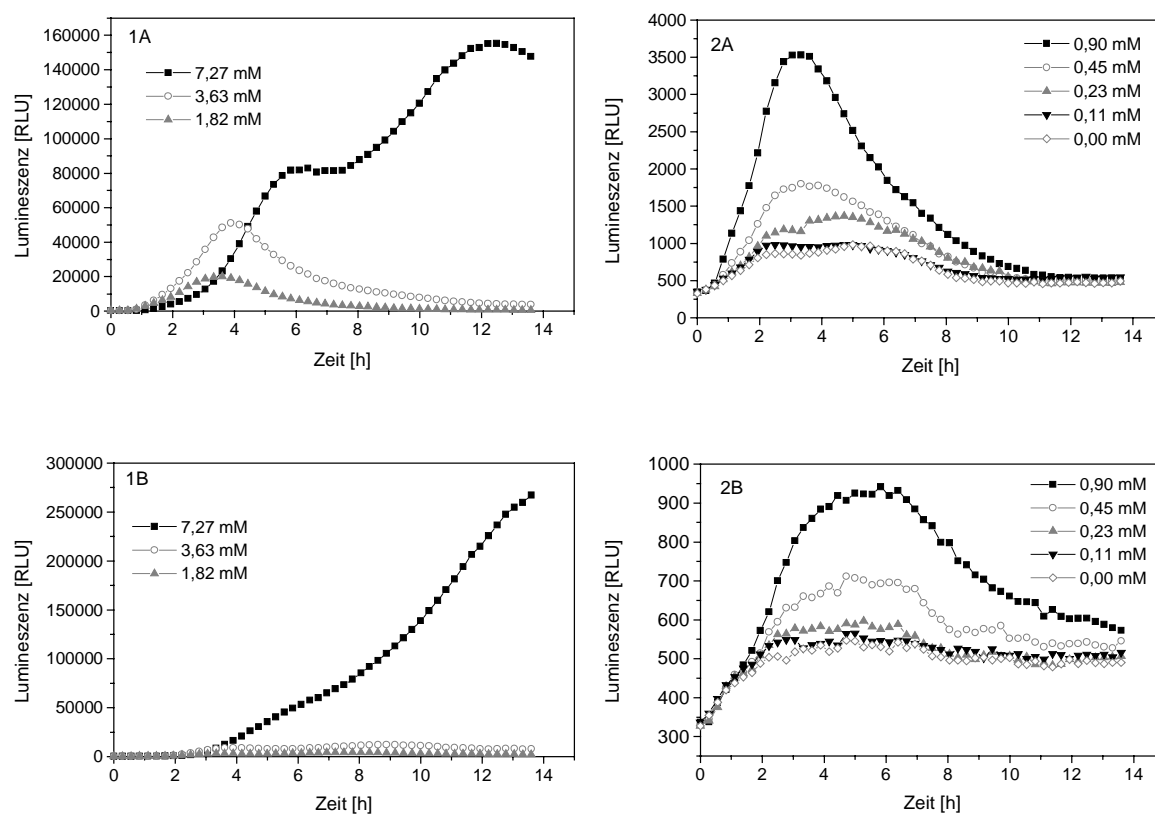 1A
7,27 mM
3,63 mM
1,82 mM
160000
140000
120000
100000
80000
60000
40000
20000
0
Lumineszenz [RLU]
0 2 4 6 8 10 12 14
Zeit [h]
2A
0,90 mM
0,45 mM
0,23 mM
0,11 mM
0,00 mM
4000
3500
3000
2500
2000
1500
1000
500
0
Lumineszenz [RLU]
0 2 4 6 8 10 12 14
Zeit [h]
1B
7,27 mM
3,63 mM
1,82 mM
300000
250000
200000
150000
100000
50000
0
Lumineszenz [RLU]
0 2 4 6 8 10 12 14
Zeit [h]
2B
0,90 mM
0,45 mM
0,23 mM
0,11 mM
0,00 mM
1000
900
800
700
600
500
400
300
Lumineszenz [RLU]
0 2 4 6 8 10 12 14
Zeit [h]